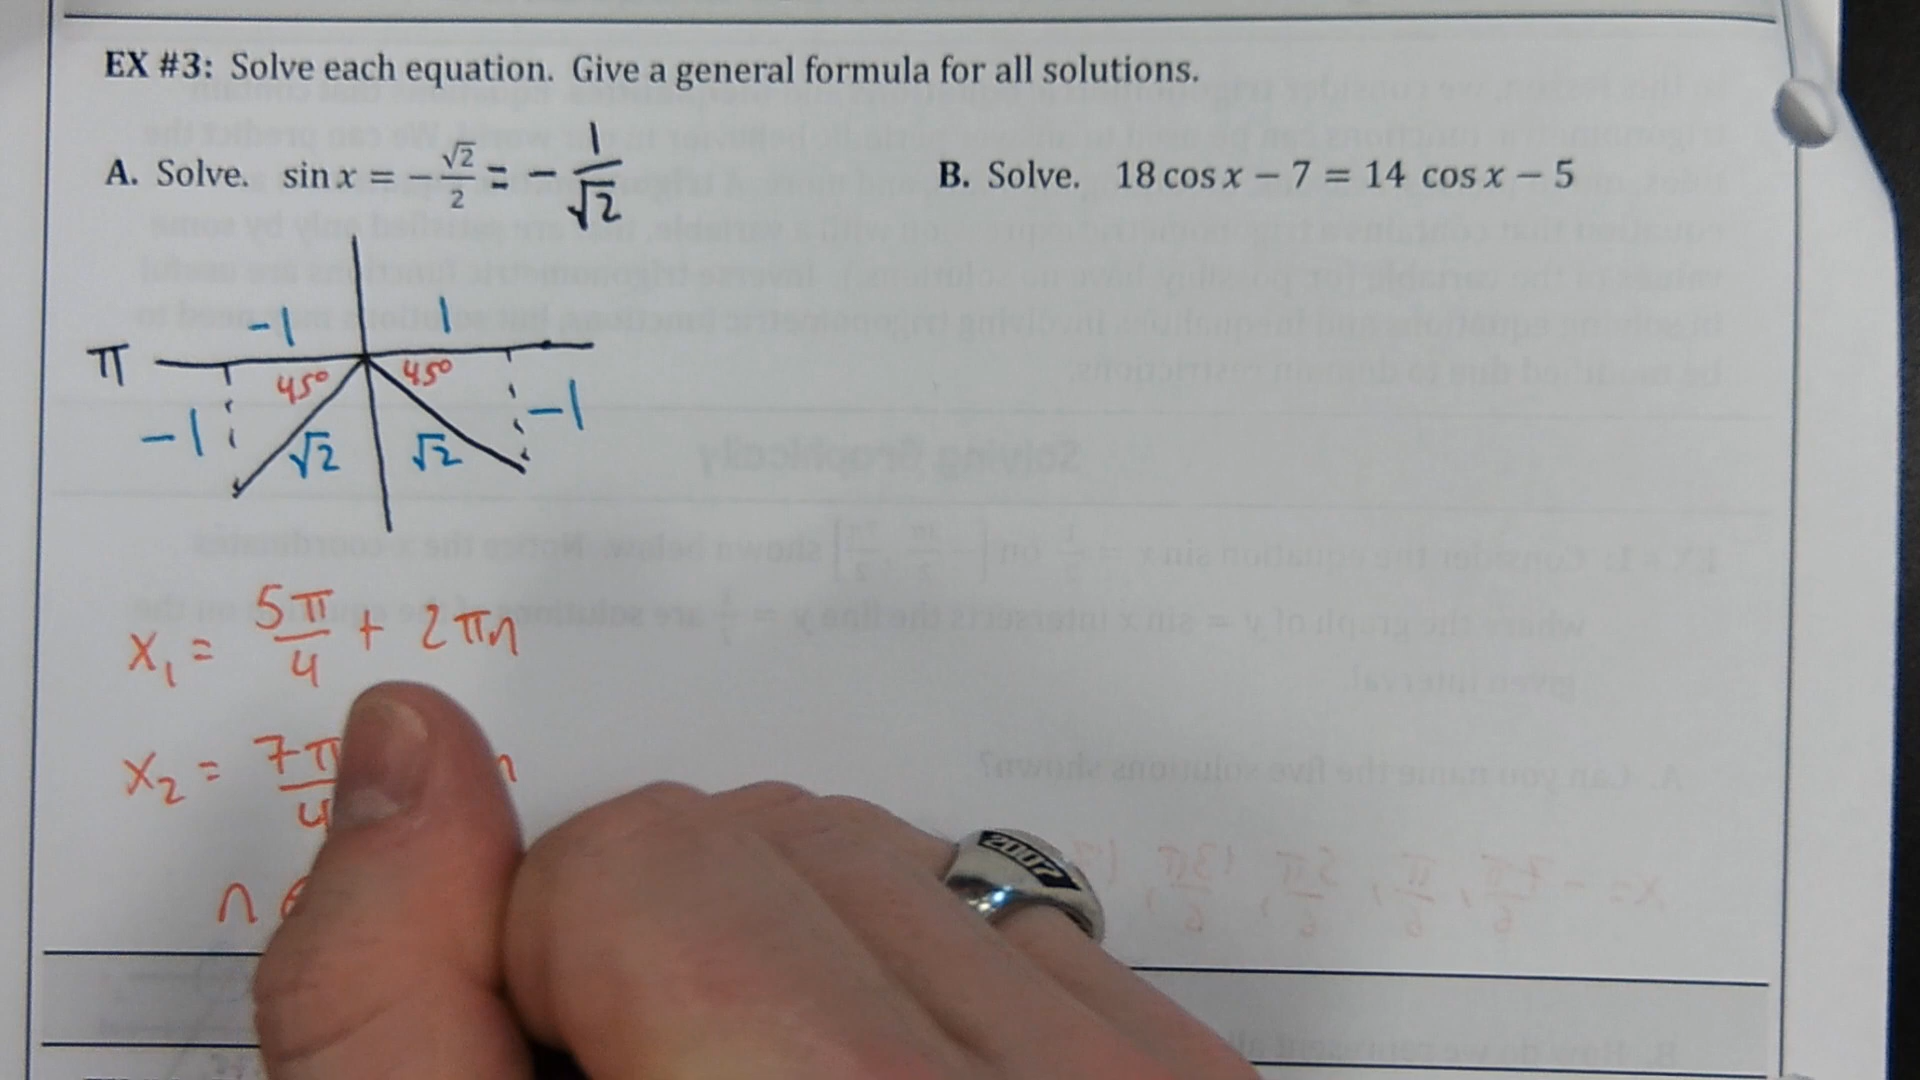 EX #3: Solve each equation. Give a general formula for all solutions.
A. Solve. sin x = −√2/2 = −1/√2
B. Solve. 18 cos x − 7 = 14 cos x − 5
-1 1
π
45° 45°
-1 √2 √2 -1
x₁ = 5π/4 + 2πn
x₂ = 7π/4 n
n
2007